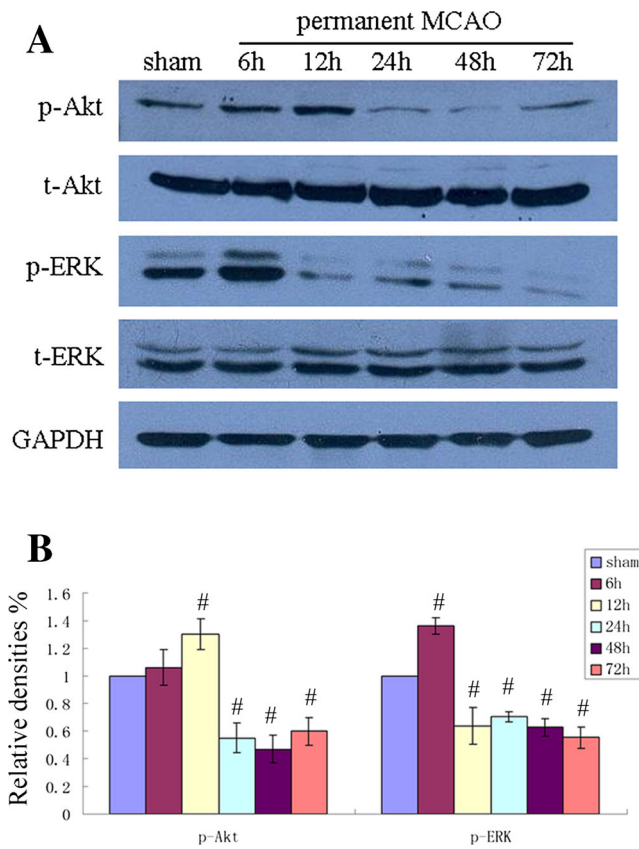 A
permanent MCAO
sham 6h 12h 24h 48h 72h
p-Akt
t-Akt
p-ERK
t-ERK
GAPDH
B
Relative densities %
1.6
1.4
1.2
1
0.8
0.6
0.4
0.2
0
#
#
#
#
#
#
#
#
#
p-Akt
p-ERK
sham
6h
12h
24h
48h
72h